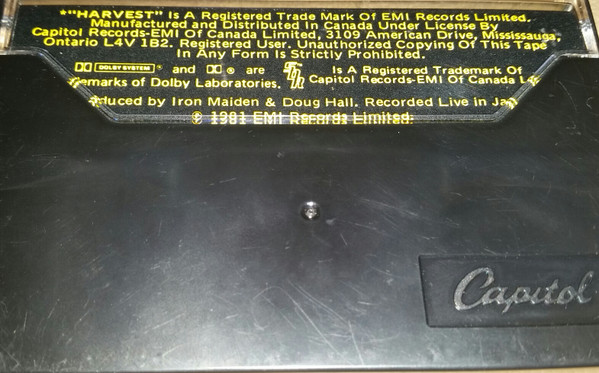 *"HARVEST" Is A Registered Trade Mark Of EMI Records Limited.
Manufactured and Distributed In Canada Under License By
Capitol Records-EMI Of Canada Limited, 3109 American Drive, Mississauga,
Ontario L4V 1B2. Registered User. Unauthorized Copying Of This Tape
In Any Form Is Strictly Prohibited.
DOLBY SYSTEM ® and ® are Is A Registered Trademark Of
emarks of Dolby Laboratories. Capitol Records-EMI Of Canada L
duced by Iron Maiden & Doug Hall. Recorded Live in Jap
℗ 1981 EMI Records Limited.
Capitol